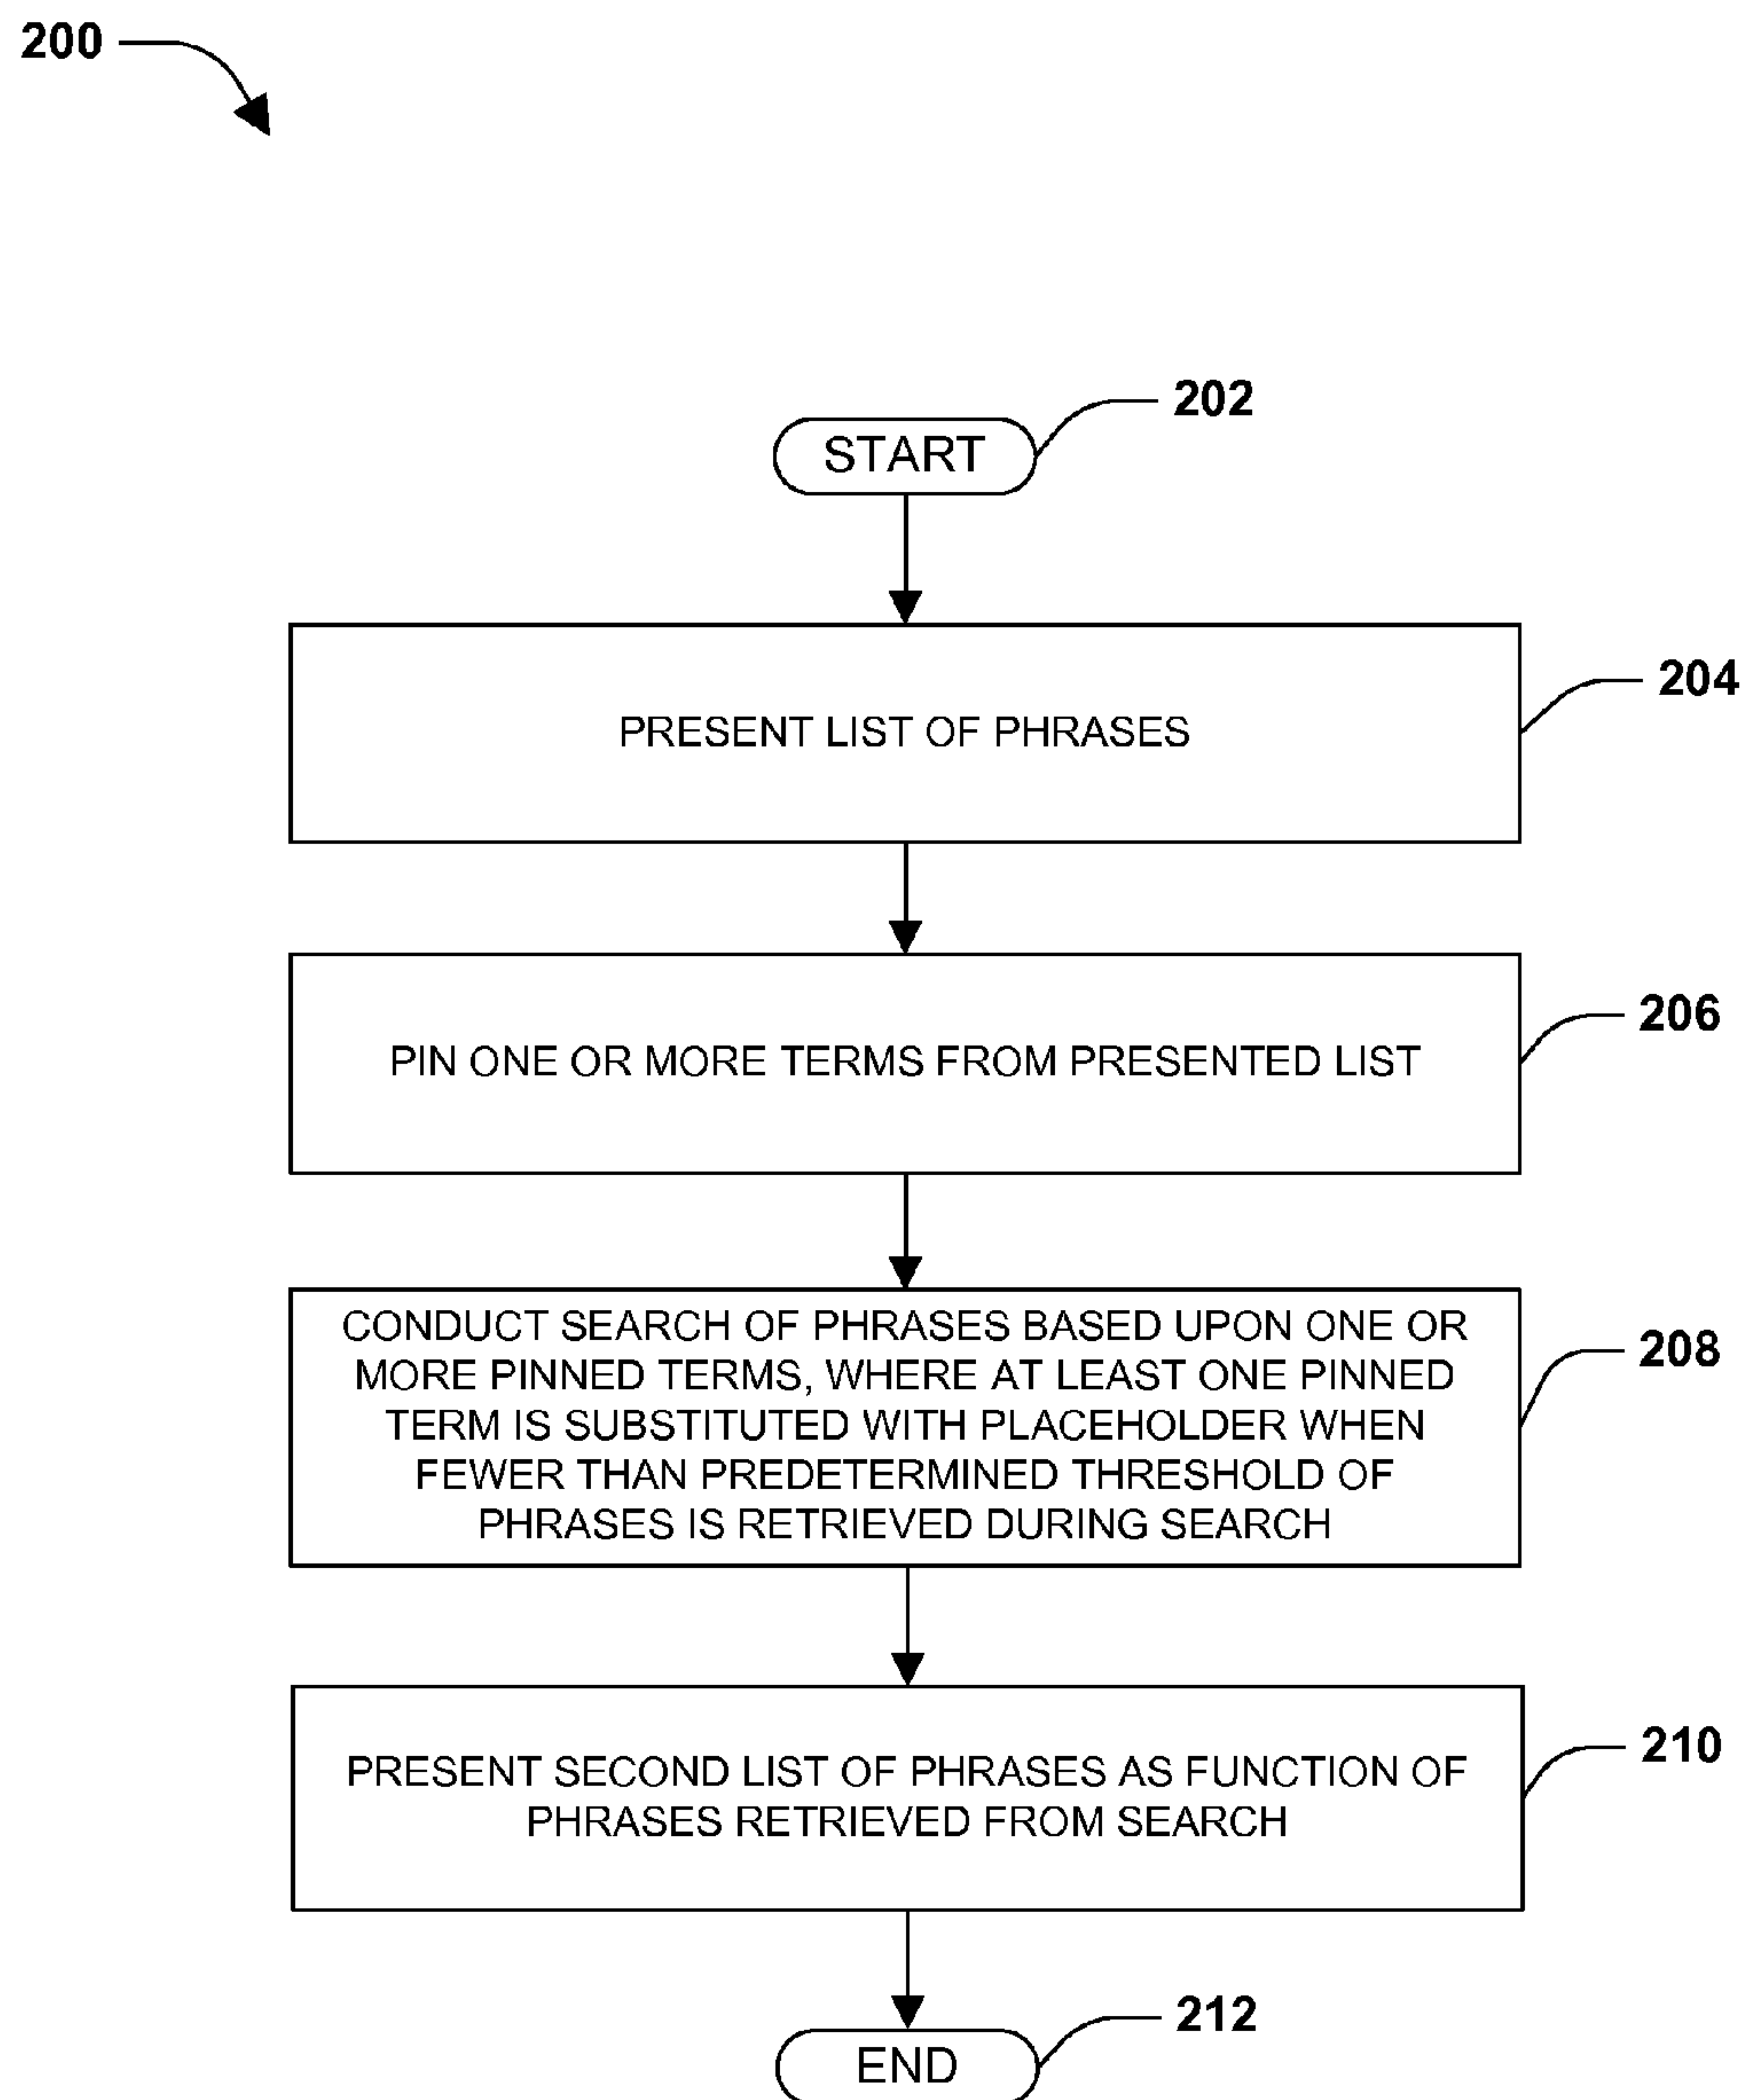 200
202
START
204
PRESENT LIST OF PHRASES
206
PIN ONE OR MORE TERMS FROM PRESENTED LIST
CONDUCT SEARCH OF PHRASES BASED UPON ONE OR
208
MORE PINNED TERMS, WHERE AT LEAST ONE PINNED
TERM IS SUBSTITUTED WITH PLACEHOLDER WHEN
FEWER THAN PREDETERMINED THRESHOLD OF
PHRASES IS RETRIEVED DURING SEARCH
210
PRESENT SECOND LIST OF PHRASES AS FUNCTION OF
PHRASES RETRIEVED FROM SEARCH
212
END